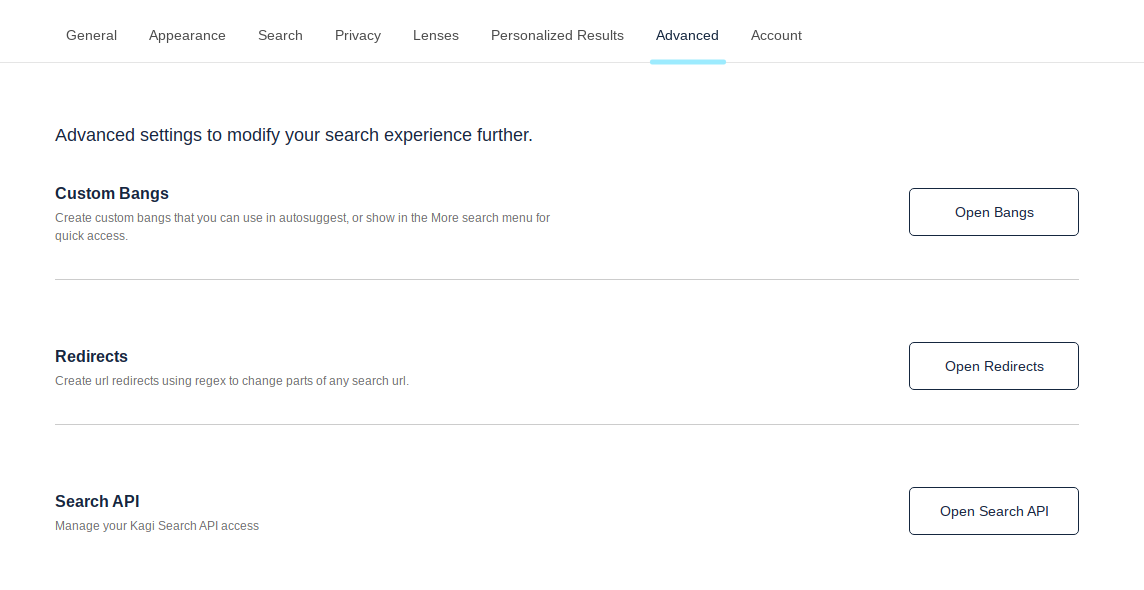 General Appearance Search Privacy Lenses Personalized Results Advanced Account
Advanced settings to modify your search experience further.
Custom Bangs
Create custom bangs that you can use in autosuggest, or show in the More search menu for
quick access.
Open Bangs
Redirects
Create url redirects using regex to change parts of any search url.
Open Redirects
Search API
Manage your Kagi Search API access
Open Search API